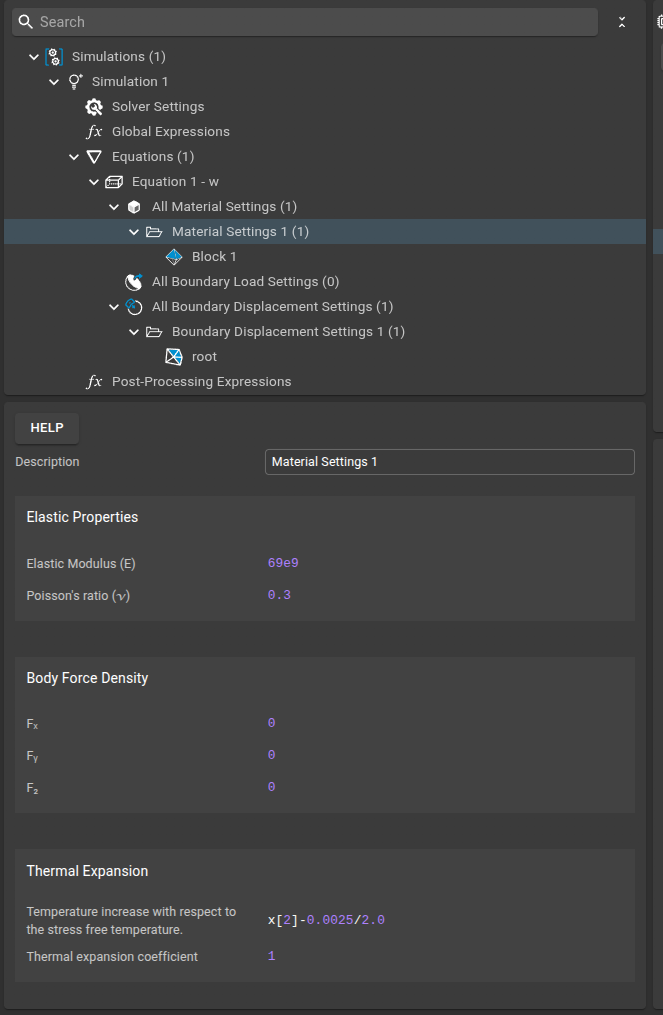 Search
Simulations (1)
Simulation 1
Solver Settings
fx Global Expressions
Equations (1)
Equation 1 - w
All Material Settings (1)
Material Settings 1 (1)
Block 1
All Boundary Load Settings (0)
All Boundary Displacement Settings (1)
Boundary Displacement Settings 1 (1)
root
fx Post-Processing Expressions
HELP
Description Material Settings 1
Elastic Properties
Elastic Modulus (E) 69e9
Poisson's ratio (ν) 0.3
Body Force Density
Fₓ 0
Fᵧ 0
F₂ 0
Thermal Expansion
Temperature increase with respect to
the stress free temperature. x[2]-0.0025/2.0
Thermal expansion coefficient 1